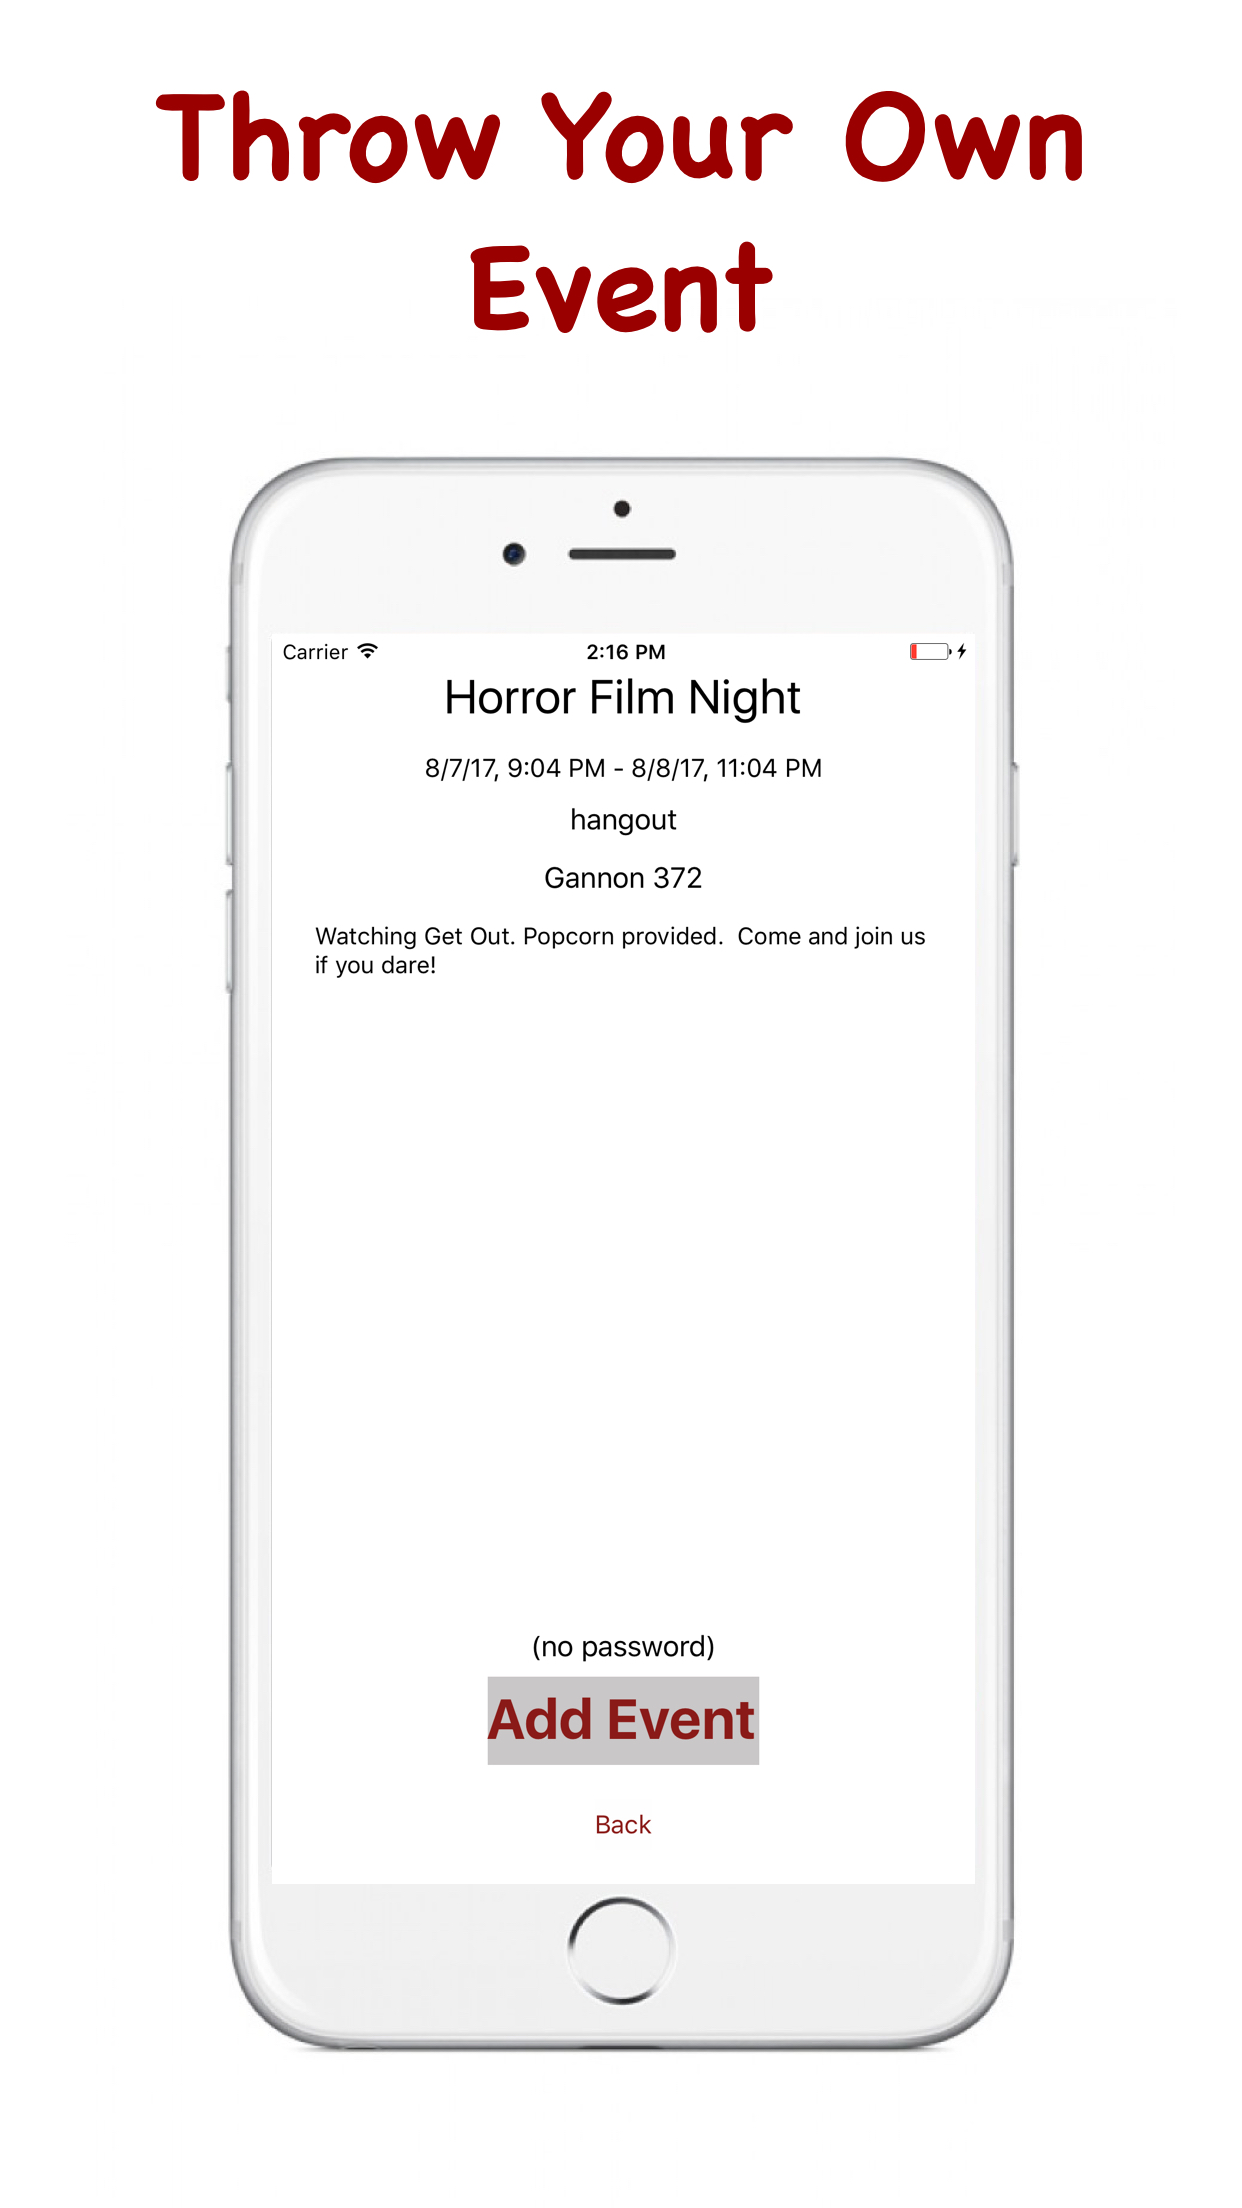 Throw Your Own
Event
Carrier 2:16 PM
Horror Film Night
8/7/17, 9:04 PM - 8/8/17, 11:04 PM
hangout
Gannon 372
Watching Get Out. Popcorn provided.  Come and join us
if you dare!
(no password)
Add Event
Back